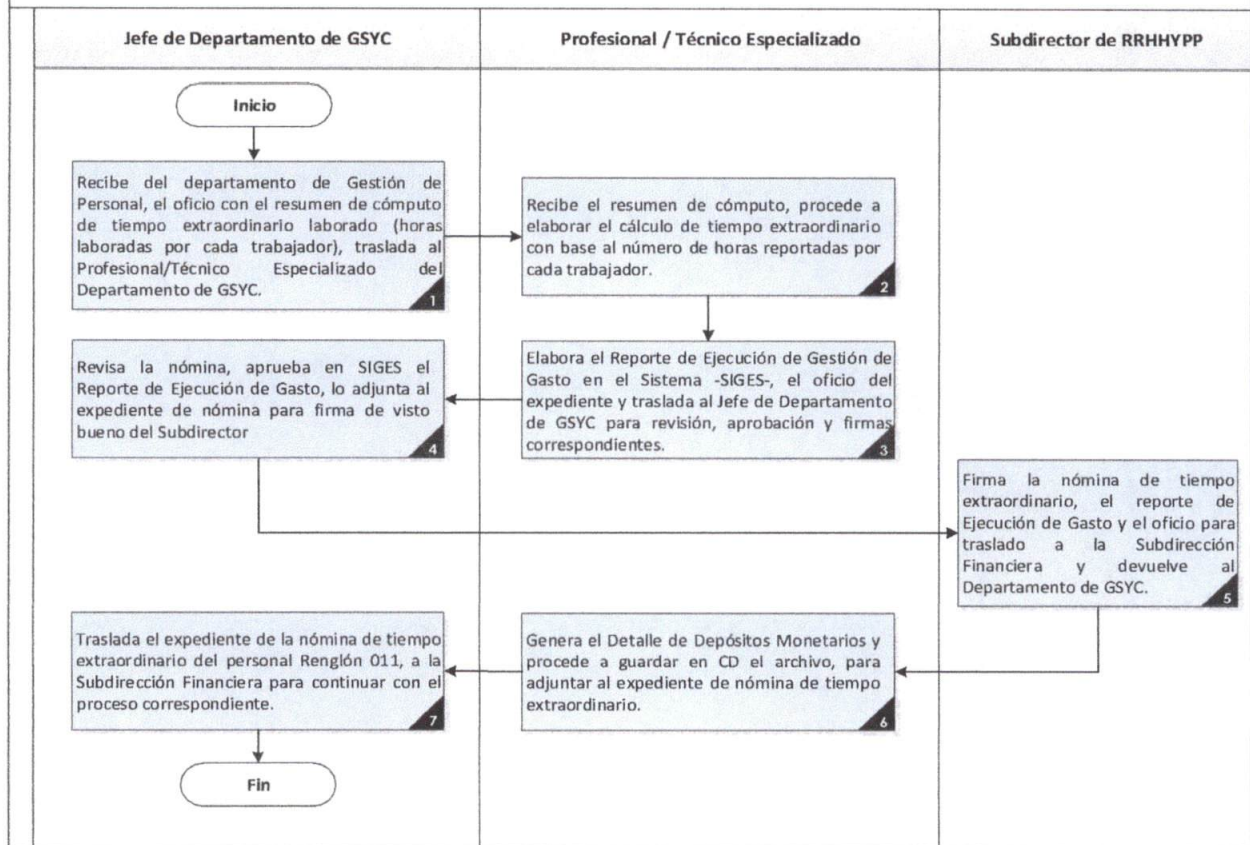 Jefe de Departamento de GSYC
Profesional / Técnico Especializado
Subdirector de RRHHYPP
Inicio
Recibe del departamento de Gestión de
Personal, el oficio con el resumen de cómputo
de tiempo extraordinario laborado (horas
laboradas por cada trabajador), traslada al
Profesional/Técnico Especializado del
Departamento de GSYC.
1
Recibe el resumen de cómputo, procede a
elaborar el cálculo de tiempo extraordinario
con base al número de horas reportadas por
cada trabajador.
2
Elabora el Reporte de Ejecución de Gestión de
Gasto en el Sistema -SIGES-, el oficio del
expediente y traslada al Jefe de Departamento
de GSYC para revisión, aprobación y firmas
correspondientes.
3
Revisa la nómina, aprueba en SIGES el
Reporte de Ejecución de Gasto, lo adjunta al
expediente de nómina para firma de visto
bueno del Subdirector
4
Firma la nómina de tiempo
extraordinario, el reporte de
Ejecución de Gasto y el oficio para
traslado a la Subdirección
Financiera y devuelve al
Departamento de GSYC.
5
Genera el Detalle de Depósitos Monetarios y
procede a guardar en CD el archivo, para
adjuntar al expediente de nómina de tiempo
extraordinario.
6
Traslada el expediente de la nómina de tiempo
extraordinario del personal Renglón 011, a la
Subdirección Financiera para continuar con el
proceso correspondiente.
7
Fin